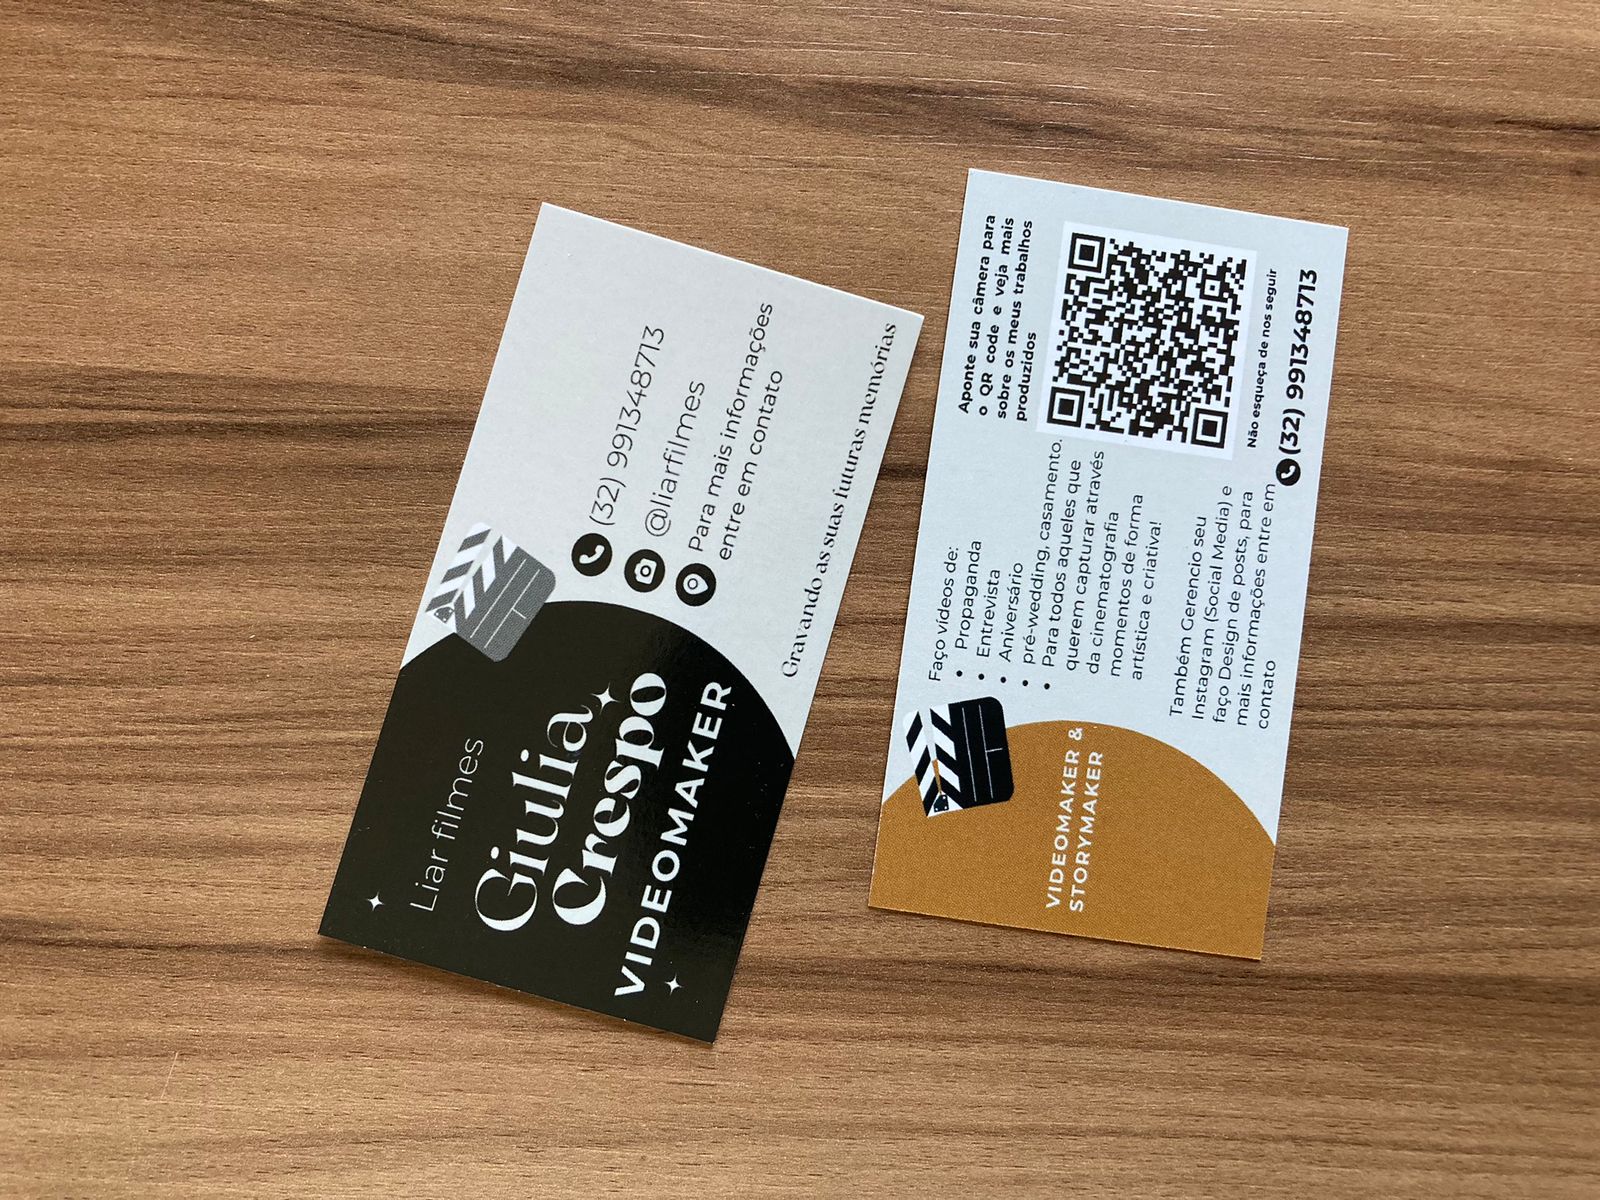 Liar filmes
Giulia
Crespo
VIDEOMAKER
(32) 991348713
@liarfilmes
Para mais informações
entre em contato
Gravando as suas futuras memórias
VIDEOMAKER &
STORYMAKER
Faço vídeos de:
• Propaganda
• Entrevista
• Aniversário
• pré-wedding, casamento.
• Para todos aqueles que
querem capturar através
da cinematografia
momentos de forma
artística e criativa!
Também Gerencio seu
Instagram (Social Media) e
faço Design de posts, para
mais informações entre em
contato
Aponte sua câmera para
o QR code e veja mais
sobre os meus trabalhos
produzidos
Não esqueça de nos seguir
(32) 991348713